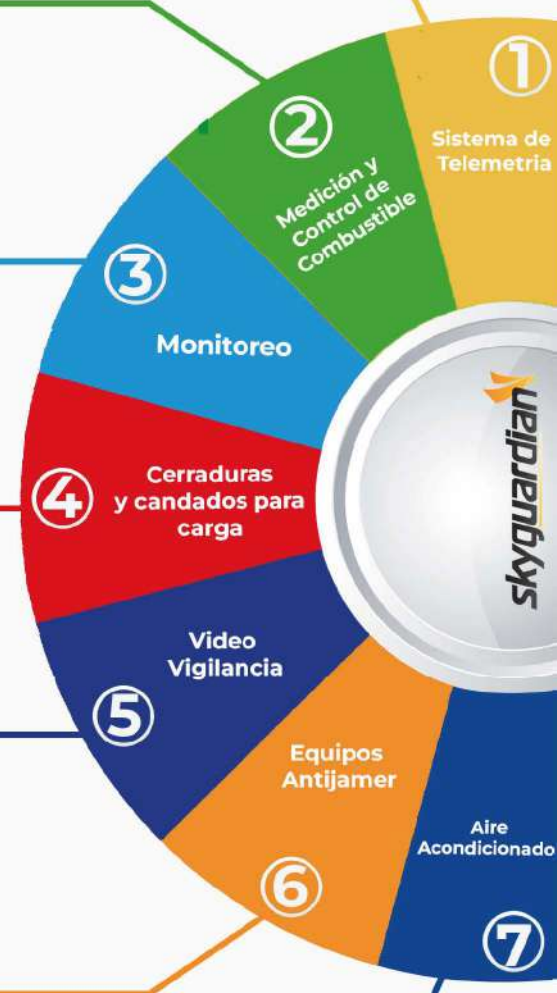 ①
Sistema de
Telemetria
②
Medición y
Control de
Combustible
③
Monitoreo
④
Cerraduras
y candados para
carga
⑤
Video
Vigilancia
⑥
Equipos
Antijamer
⑦
Aire
Acondicionado
skyguardian